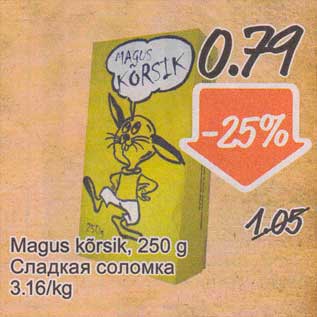 MAGUS
KÕRSIK
0.79
-25%
250g
1.05
Magus kõrsik, 250 g
Сладкая соломка
3.16/kg